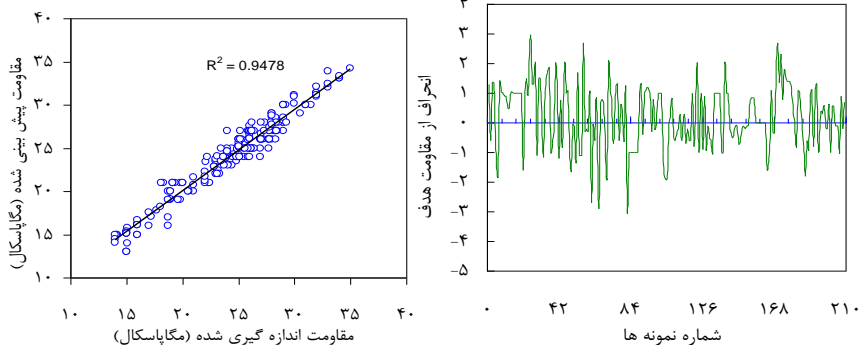 ۴۰
۳۵
۳۰
۲۵
۲۰
۱۵
۱۰
مقاومت پیش بینی شده (مگاپاسکال)
R² = 0.9478
۱۰ ۱۵ ۲۰ ۲۵ ۳۰ ۳۵ ۴۰
مقاومت اندازه گیری شده (مگاپاسکال)
۴
۳
۲
۱
۰
-۱
-۲
-۳
-۴
-۵
انحراف از مقاومت هدف
۰ ۴۲ ۸۴ ۱۲۶ ۱۶۸ ۲۱۰
شماره نمونه ها